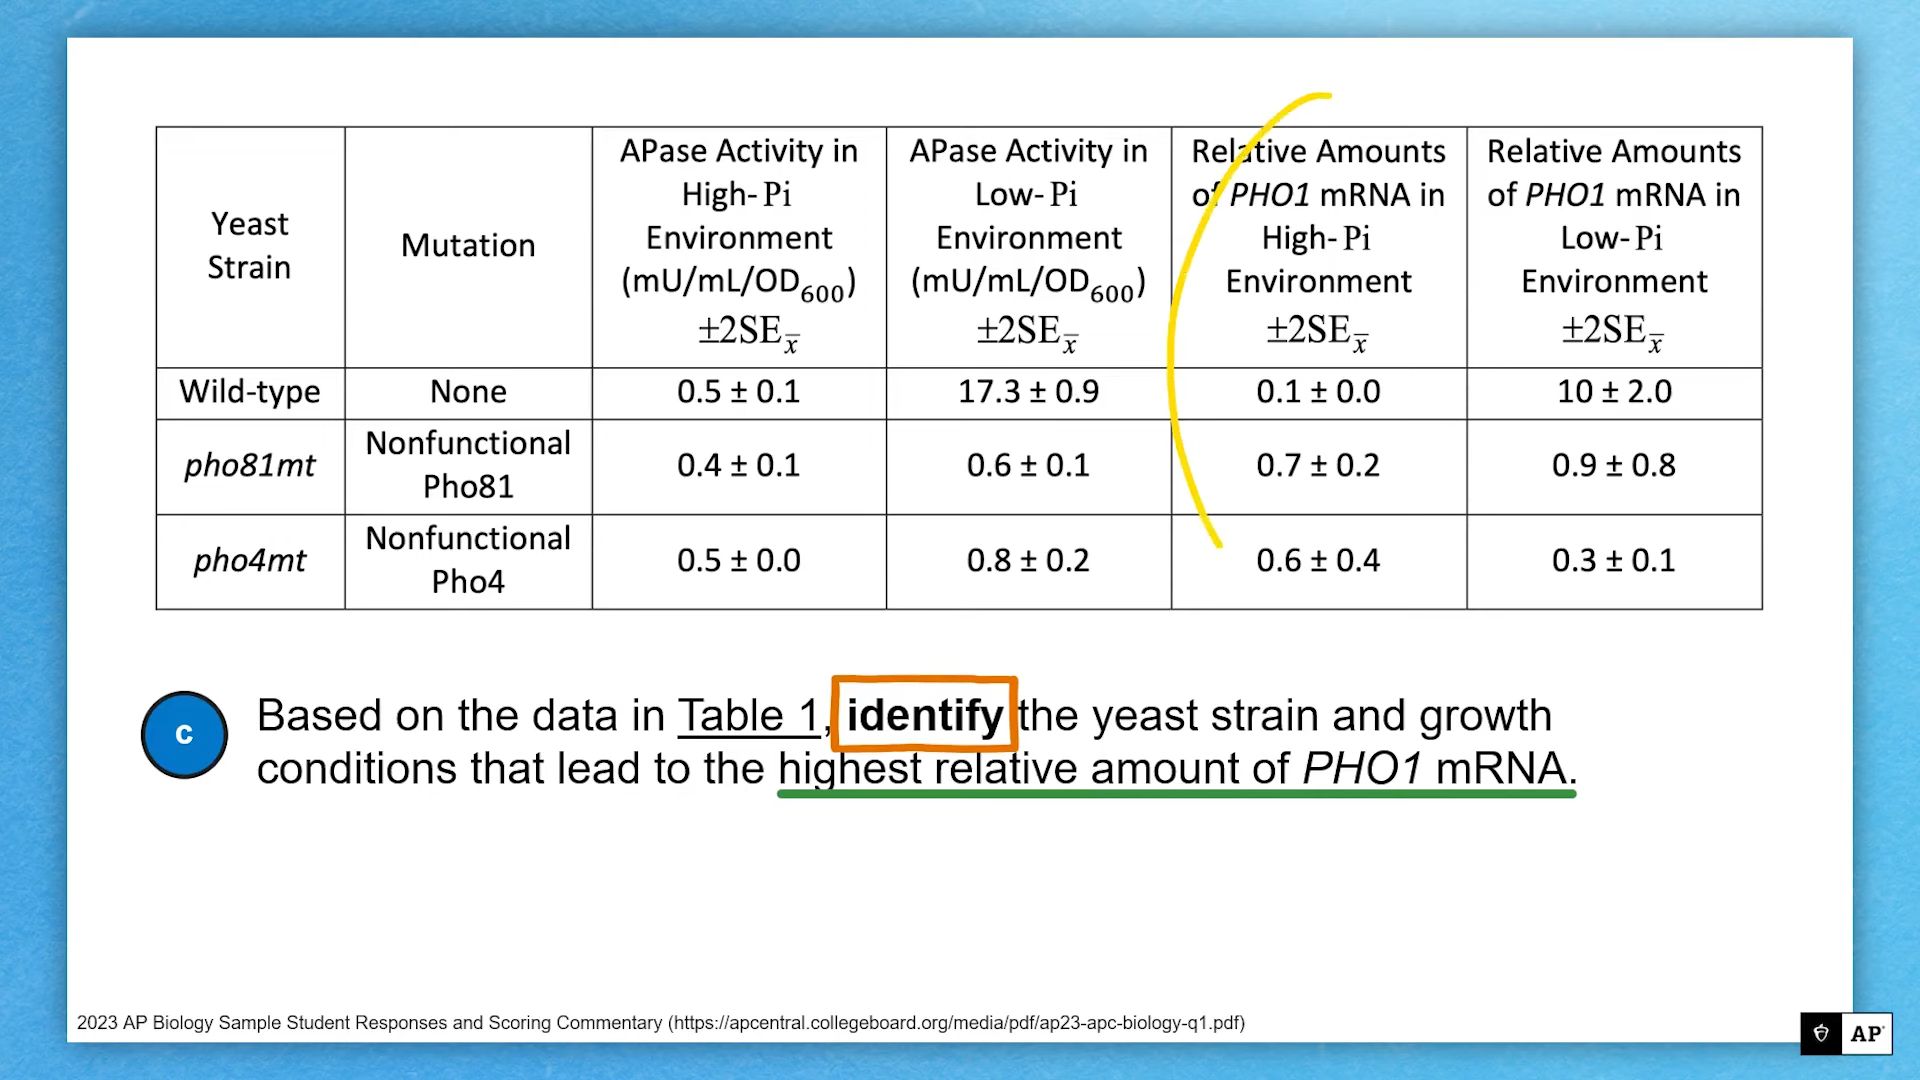 Yeast Strain | Mutation | APase Activity in High-Pi Environment (mU/mL/OD600) ±2SEx̅ | APase Activity in Low-Pi Environment (mU/mL/OD600) ±2SEx̅ | Relative Amounts of PHO1 mRNA in High-Pi Environment ±2SEx̅ | Relative Amounts of PHO1 mRNA in Low-Pi Environment ±2SEx̅
Wild-type | None | 0.5 ± 0.1 | 17.3 ± 0.9 | 0.1 ± 0.0 | 10 ± 2.0
pho81mt | Nonfunctional Pho81 | 0.4 ± 0.1 | 0.6 ± 0.1 | 0.7 ± 0.2 | 0.9 ± 0.8
pho4mt | Nonfunctional Pho4 | 0.5 ± 0.0 | 0.8 ± 0.2 | 0.6 ± 0.4 | 0.3 ± 0.1
c
Based on the data in Table 1, identify the yeast strain and growth
conditions that lead to the highest relative amount of PHO1 mRNA.
2023 AP Biology Sample Student Responses and Scoring Commentary (https://apcentral.collegeboard.org/media/pdf/ap23-apc-biology-q1.pdf)
AP